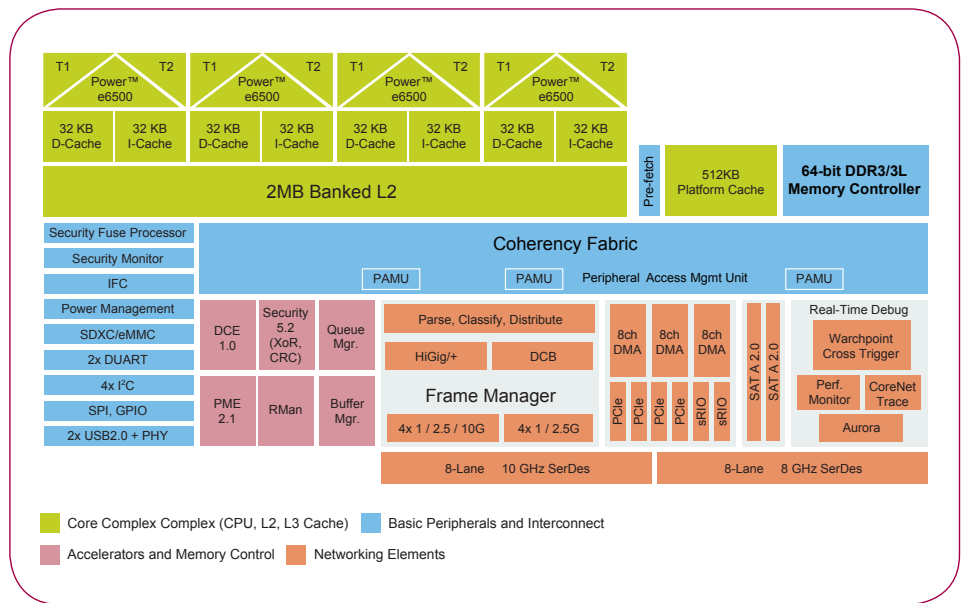 T1
T2
Power™
e6500
T1
T2
Power™
e6500
T1
T2
Power™
e6500
T1
T2
Power™
e6500
32 KB
D-Cache
32 KB
I-Cache
32 KB
D-Cache
32 KB
I-Cache
32 KB
D-Cache
32 KB
I-Cache
32 KB
D-Cache
32 KB
I-Cache
2MB Banked L2
Pre-fetch
512KB
Platform Cache
64-bit DDR3/3L
Memory Controller
Security Fuse Processor
Security Monitor
IFC
Power Management
SDXC/eMMC
2x DUART
4x I²C
SPI, GPIO
2x USB2.0 + PHY
Coherency Fabric
PAMU
PAMU
Peripheral Access Mgmt Unit
PAMU
DCE
1.0
Security
5.2
(XoR,
CRC)
Queue
Mgr.
PME
2.1
RMan
Buffer
Mgr.
Parse, Classify, Distribute
HiGig/+
DCB
Frame Manager
4x 1 / 2.5 / 10G
4x 1 / 2.5G
8ch
DMA
8ch
DMA
8ch
DMA
PCIe
PCIe
PCIe
PCIe
sRIO
sRIO
SAT A 2.0
SAT A 2.0
Real-Time Debug
Warchpoint
Cross Trigger
Perf.
Monitor
CoreNet
Trace
Aurora
8-Lane 10 GHz SerDes
8-Lane 8 GHz SerDes
Core Complex Complex (CPU, L2, L3 Cache)
Basic Peripherals and Interconnect
Accelerators and Memory Control
Networking Elements